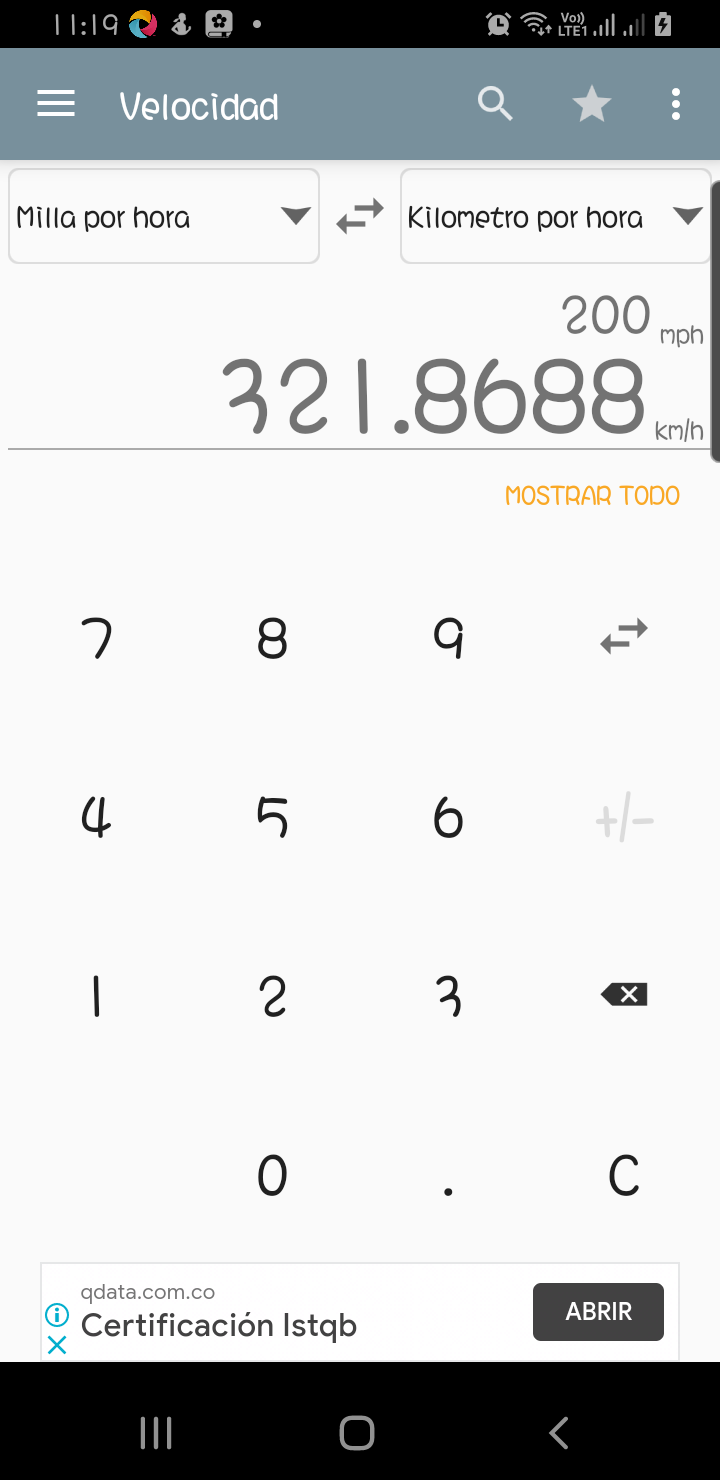 11:19
Vo))
LTE1
Velocidad
Milla por hora
Kilometro por hora
200 mph
321.8688 km/h
MOSTRAR TODO
7 8 9
4 5 6 +/-
1 2 3
0 . C
qdata.com.co
Certificación Istqb
ABRIR